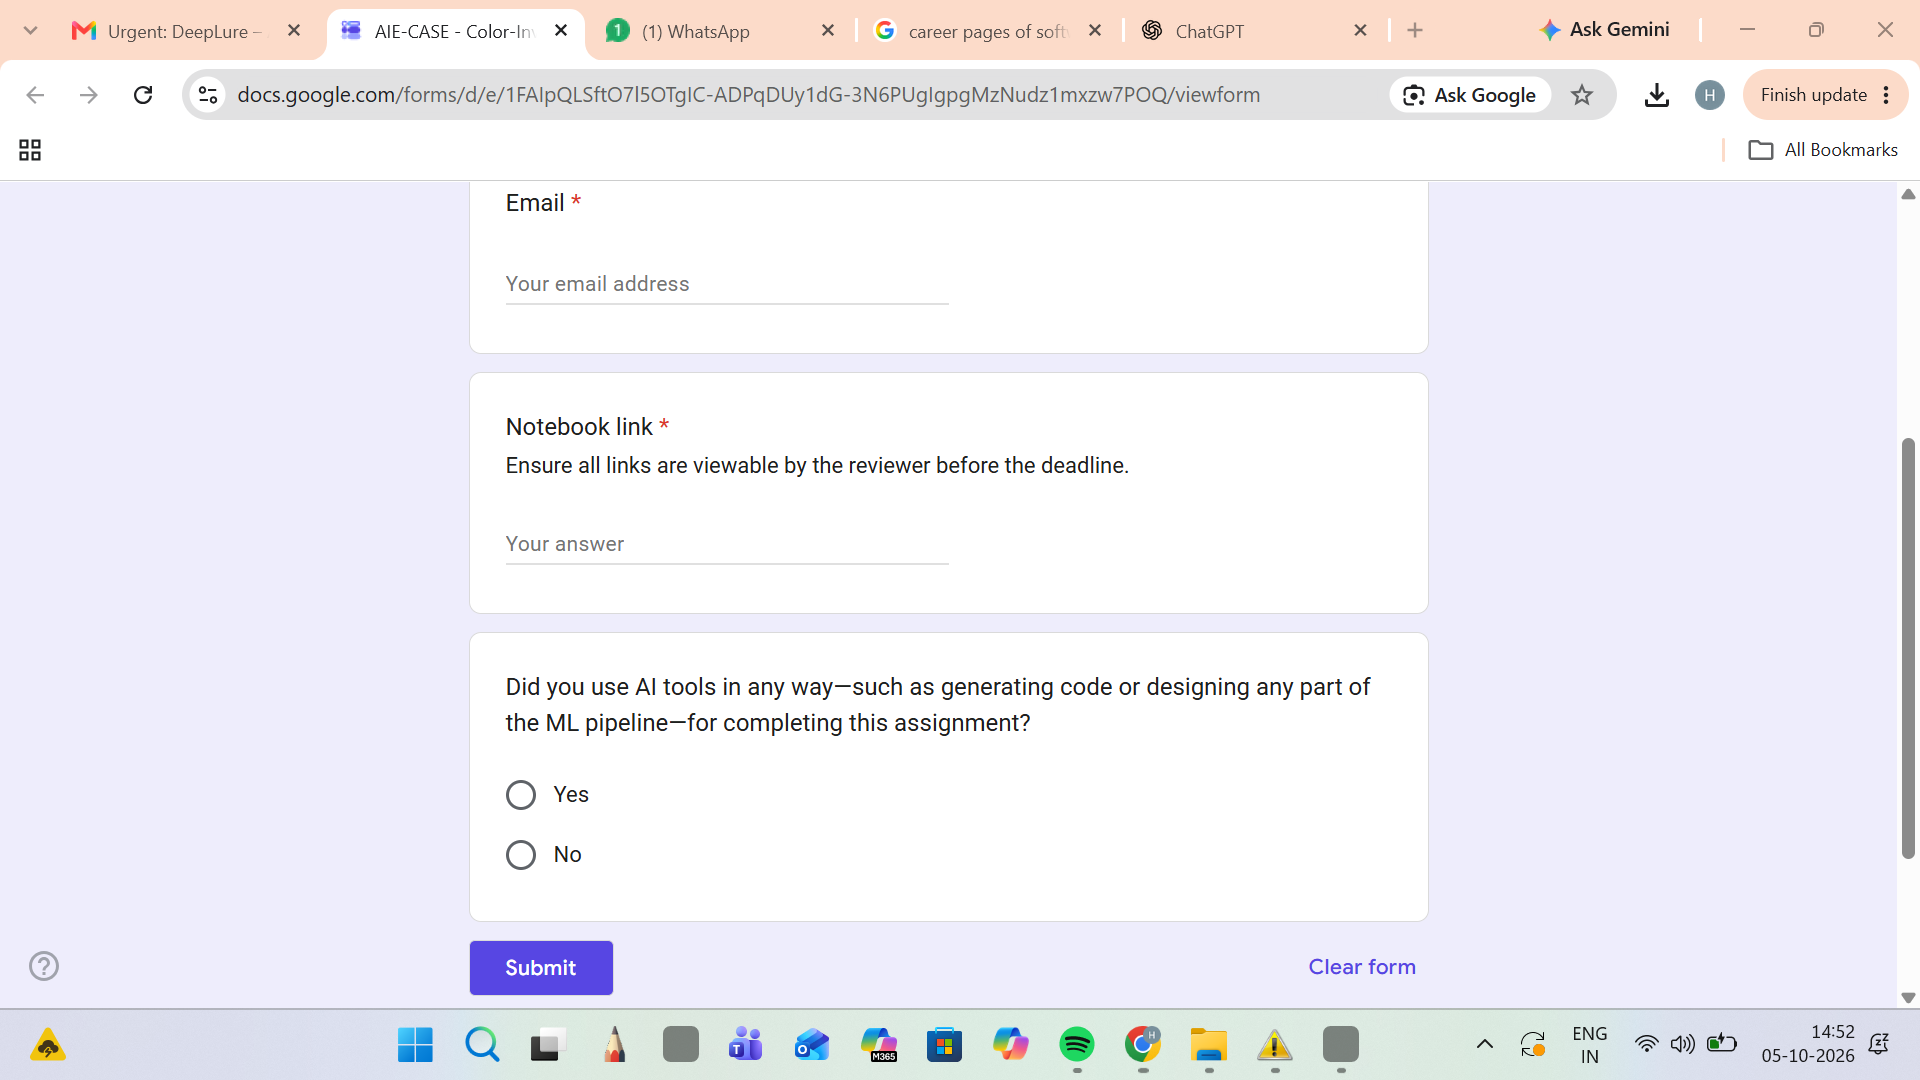 Urgent: DeepLure –
AIE-CASE - Color-In
1
(1) WhatsApp
career pages of soft
ChatGPT
Ask Gemini
docs.google.com/forms/d/e/1FAIpQLSftO7l5OTgIC-ADPqDUy1dG-3N6PUgIgpgMzNudz1mxzw7POQ/viewform
Ask Google
H
Finish update
All Bookmarks
Email *
Your email address
Notebook link *
Ensure all links are viewable by the reviewer before the deadline.
Your answer
Did you use AI tools in any way—such as generating code or designing any part of
the ML pipeline—for completing this assignment?
Yes
No
Submit
Clear form
M365
H
ENG
IN
14:52
05-10-2026